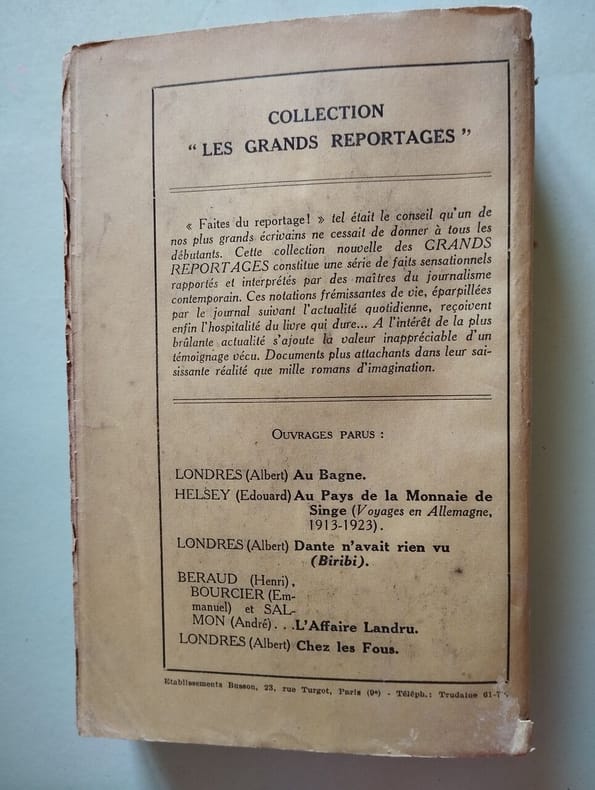 COLLECTION
“ LES GRANDS REPORTAGES ”
« Faites du reportage! » tel était le conseil qu'un de
nos plus grands écrivains ne cessait de donner à tous les
débutants. Cette collection nouvelle des GRANDS
REPORTAGES constitue une série de faits sensationnels
rapportés et interprétés par des maîtres du journalisme
contemporain. Ces notations frémissantes de vie, éparpillées
par le journal suivant l'actualité quotidienne, reçoivent
enfin l'hospitalité du livre qui dure... A l'intérêt de la plus
brûlante actualité s'ajoute la valeur inappréciable d'un
témoignage vécu. Documents plus attachants dans leur sai-
sissante réalité que mille romans d'imagination.
OUVRAGES PARUS :
LONDRES (Albert) Au Bagne.
HELSEY (Edouard) Au Pays de la Monnaie de
Singe (Voyages en Allemagne,
1913-1923).
LONDRES (Albert) Dante n'avait rien vu
(Biribi).
BERAUD (Henri),
BOURCIER (Em-
manuel) et SAL-
MON (André)...L'Affaire Landru.
LONDRES (Albert) Chez les Fous.
Etablissements Busson, 23, rue Turgot, Paris (9e) - Téléph.: Trudaine